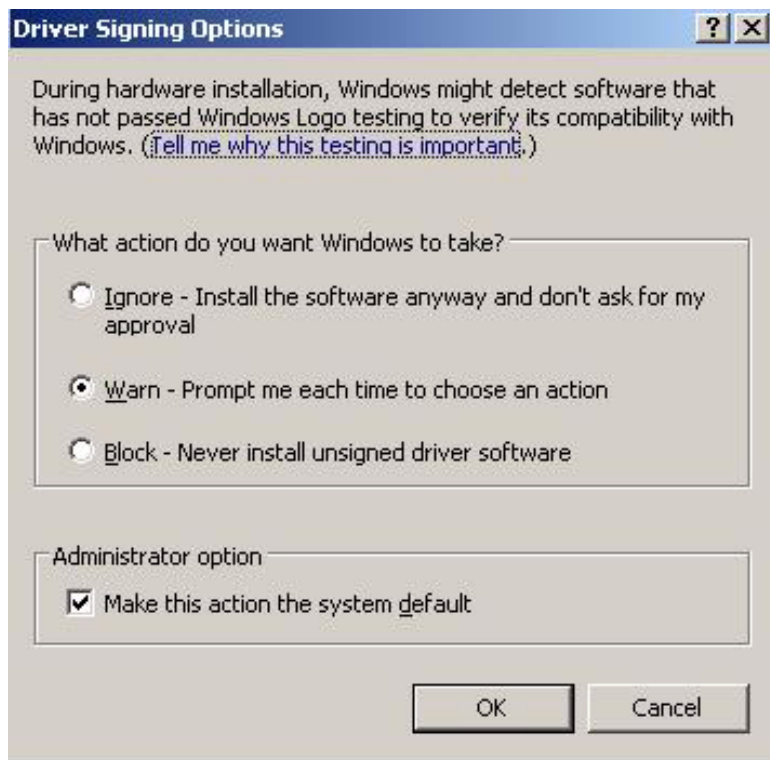 Driver Signing Options
During hardware installation, Windows might detect software that
has not passed Windows Logo testing to verify its compatibility with
Windows. (Tell me why this testing is important.)
What action do you want Windows to take?
Ignore - Install the software anyway and don't ask for my
approval
Warn - Prompt me each time to choose an action
Block - Never install unsigned driver software
Administrator option
Make this action the system default
OK Cancel